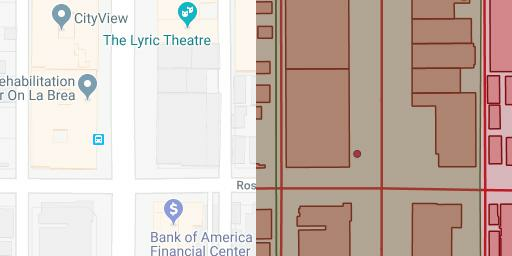 CityView
The Lyric Theatre
ehabilitation
r On La Brea
Ros
$
Bank of America
Financial Center